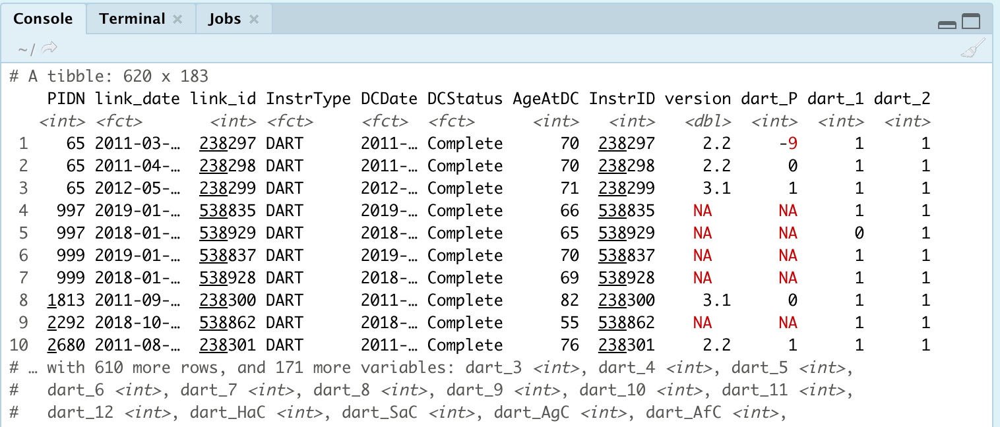 Console Terminal Jobs
~/
# A tibble: 620 x 183
PIDN link_date link_id InstrType DCDate DCStatus AgeAtDC InstrID version dart_P dart_1 dart_2
<int> <fct> <int> <fct> <fct> <fct> <int> <int> <dbl> <int> <int> <int>
1 65 2011-03-… 238297 DART 2011-… Complete 70 238297 2.2 -9 1 1
2 65 2011-04-… 238298 DART 2011-… Complete 70 238298 2.2 0 1 1
3 65 2012-05-… 238299 DART 2012-… Complete 71 238299 3.1 1 1 1
4 997 2019-01-… 538835 DART 2019-… Complete 66 538835 NA NA 1 1
5 997 2018-01-… 538929 DART 2018-… Complete 65 538929 NA NA 0 1
6 999 2019-01-… 538837 DART 2019-… Complete 70 538837 NA NA 1 1
7 999 2018-01-… 538928 DART 2018-… Complete 69 538928 NA NA 1 1
8 1813 2011-09-… 238300 DART 2011-… Complete 82 238300 3.1 0 1 1
9 2292 2018-10-… 538862 DART 2018-… Complete 55 538862 NA NA 1 1
10 2680 2011-08-… 238301 DART 2011-… Complete 76 238301 2.2 1 1 1
# … with 610 more rows, and 171 more variables: dart_3 <int>, dart_4 <int>, dart_5 <int>,
# dart_6 <int>, dart_7 <int>, dart_8 <int>, dart_9 <int>, dart_10 <int>, dart_11 <int>,
# dart_12 <int>, dart_HaC <int>, dart_SaC <int>, dart_AgC <int>, dart_AfC <int>,